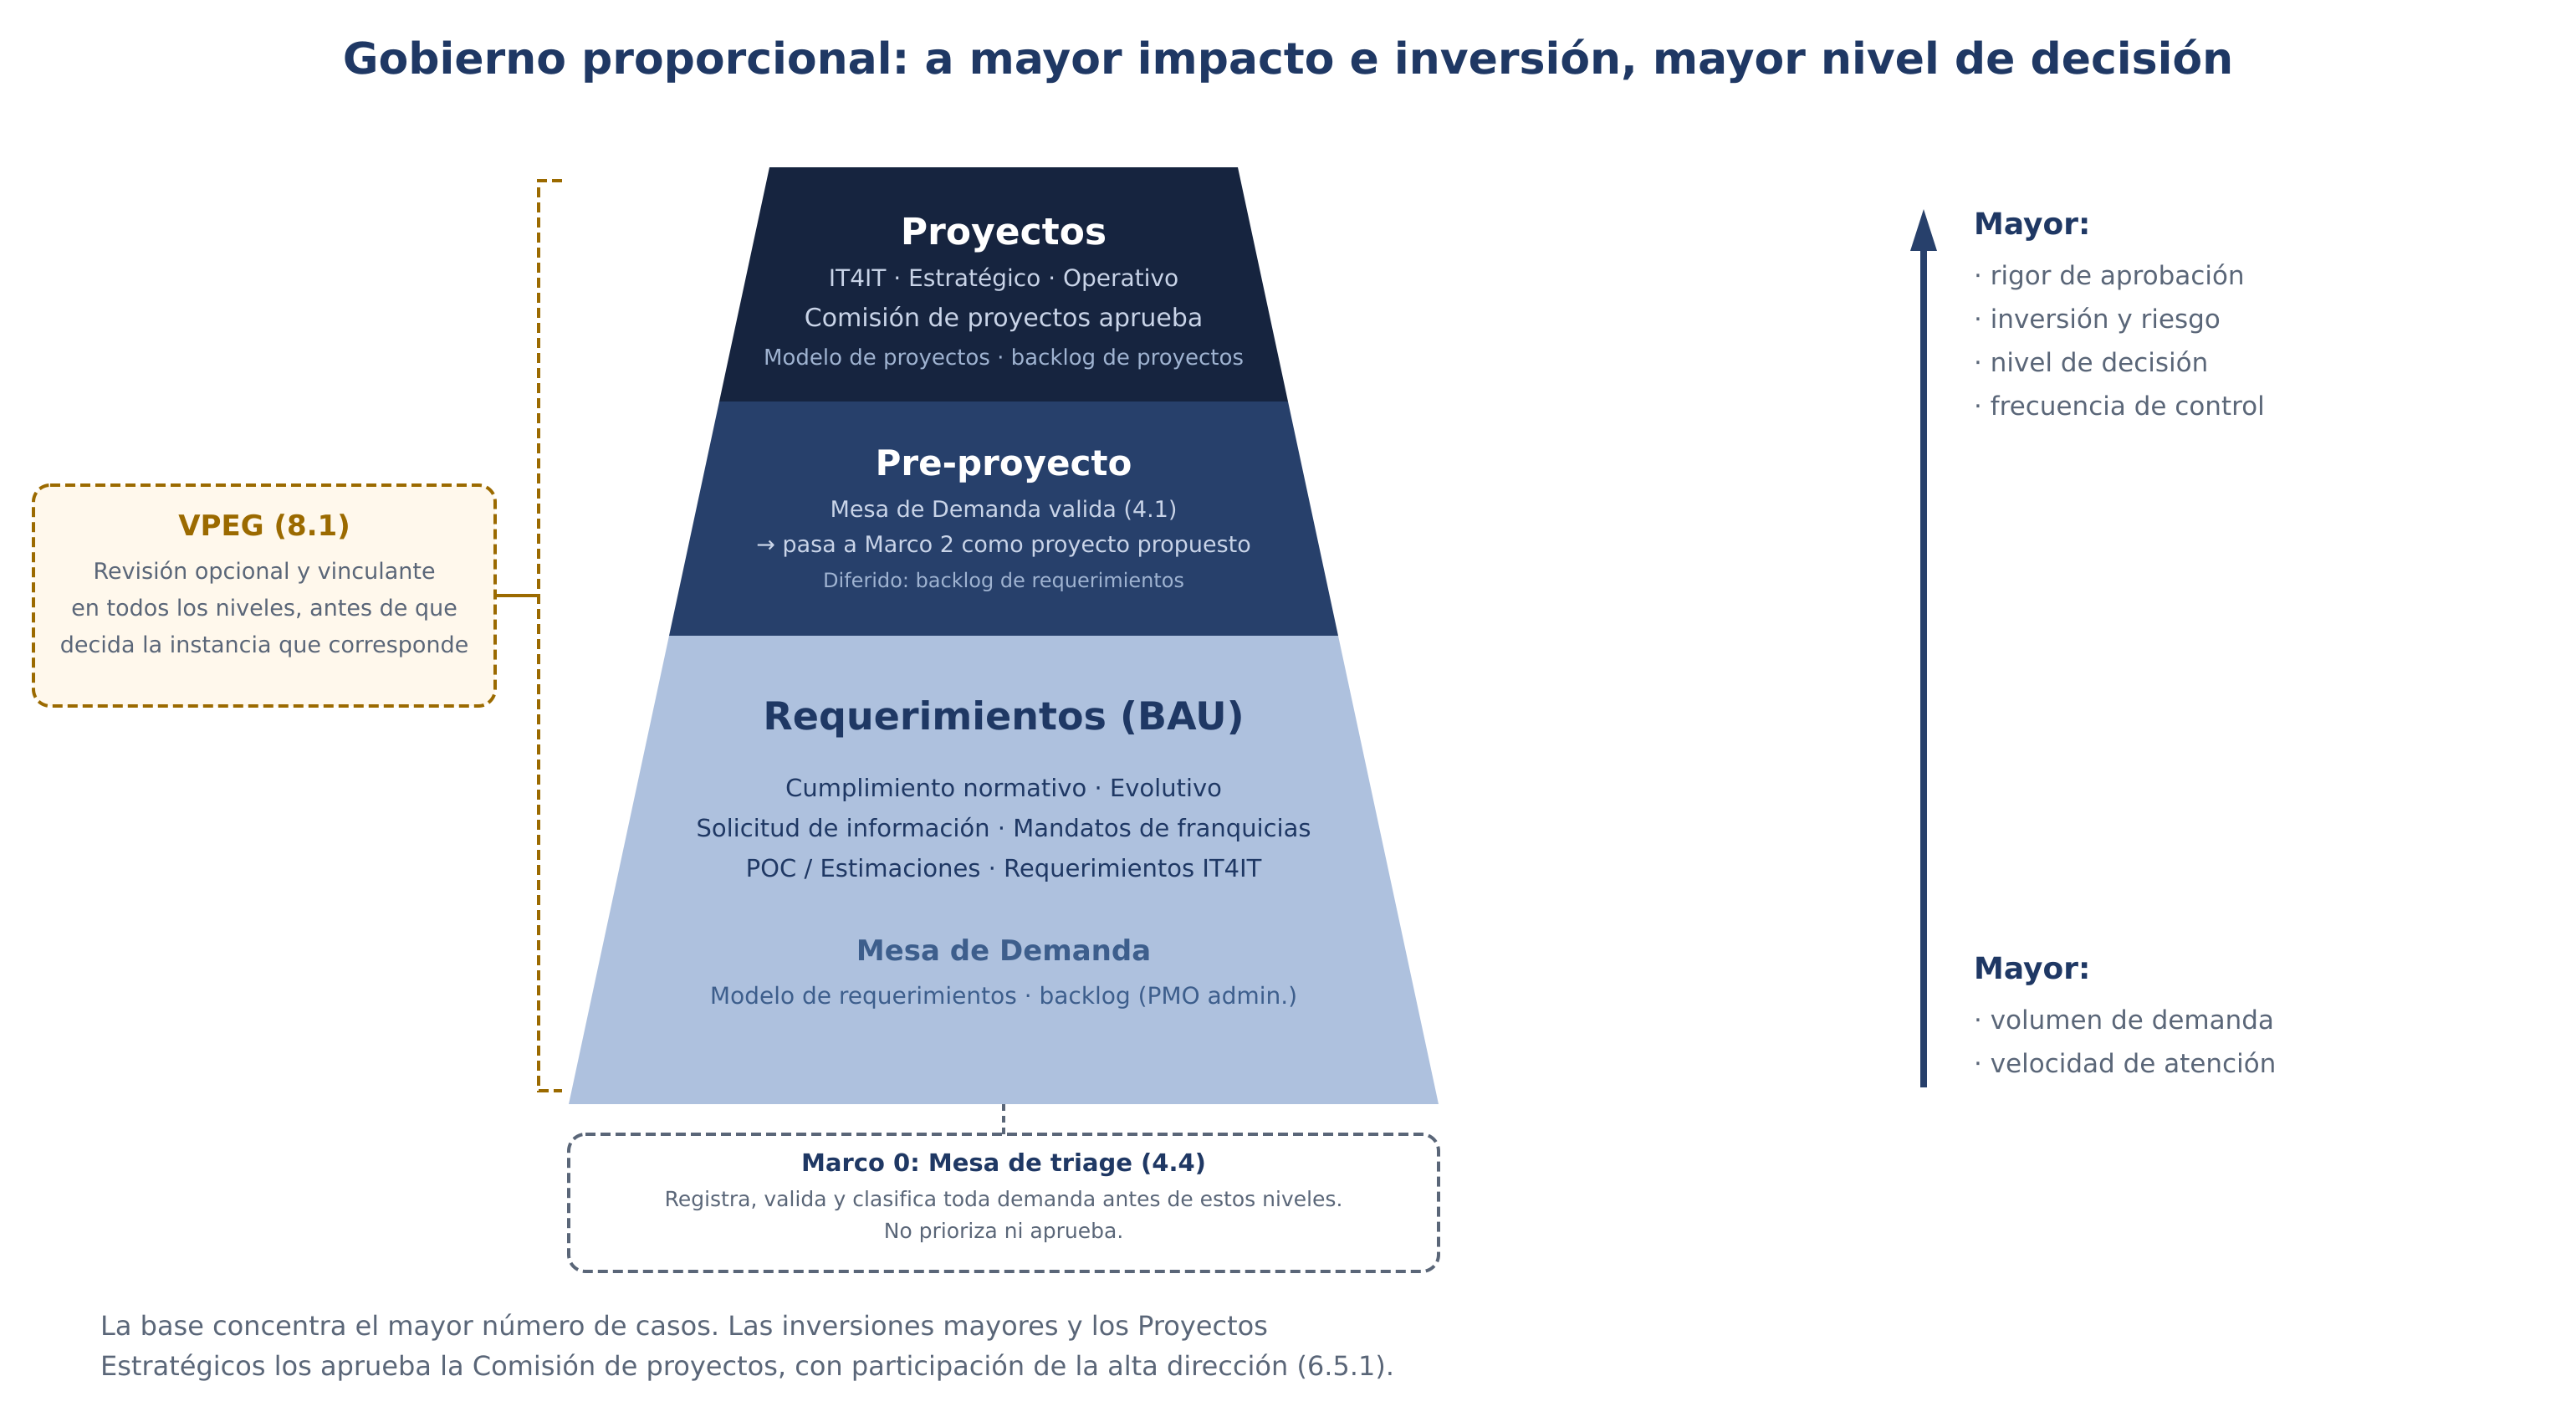 Gobierno proporcional: a mayor impacto e inversión, mayor nivel de decisión
Proyectos
IT4IT · Estratégico · Operativo
Comisión de proyectos aprueba
Modelo de proyectos · backlog de proyectos
Pre-proyecto
Mesa de Demanda valida (4.1)
→ pasa a Marco 2 como proyecto propuesto
Diferido: backlog de requerimientos
Requerimientos (BAU)
Cumplimiento normativo · Evolutivo
Solicitud de información · Mandatos de franquicias
POC / Estimaciones · Requerimientos IT4IT
Mesa de Demanda
Modelo de requerimientos · backlog (PMO admin.)
VPEG (8.1)
Revisión opcional y vinculante
en todos los niveles, antes de que
decida la instancia que corresponde
Mayor:
· rigor de aprobación
· inversión y riesgo
· nivel de decisión
· frecuencia de control
Mayor:
· volumen de demanda
· velocidad de atención
Marco 0: Mesa de triage (4.4)
Registra, valida y clasifica toda demanda antes de estos niveles.
No prioriza ni aprueba.
La base concentra el mayor número de casos. Las inversiones mayores y los Proyectos
Estratégicos los aprueba la Comisión de proyectos, con participación de la alta dirección (6.5.1).